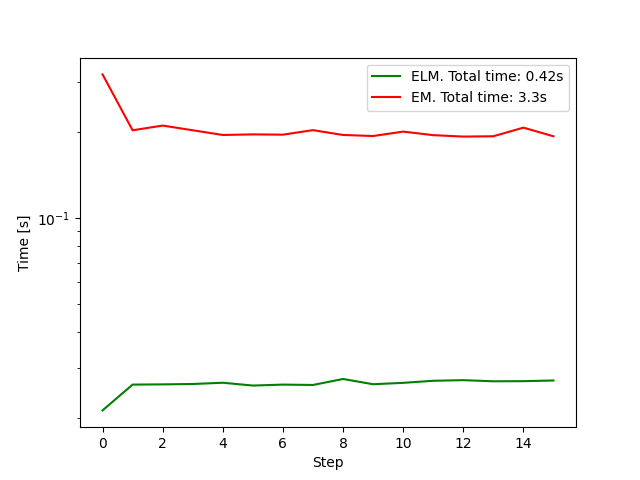 ELM. Total time: 0.42s
EM. Total time: 3.3s
Time [s]
10⁻¹
0 2 4 6 8 10 12 14
Step